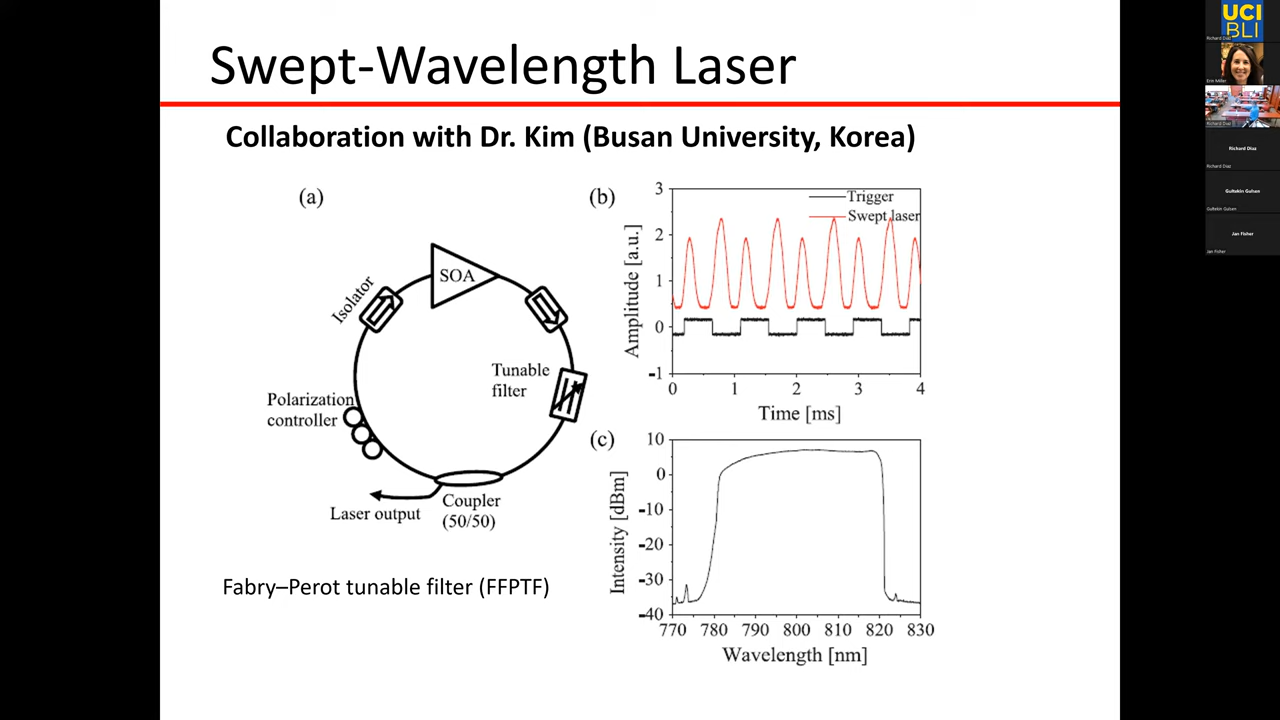 Swept-Wavelength Laser
Collaboration with Dr. Kim (Busan University, Korea)
(a)
SOA
Isolator
Tunable
filter
Polarization
controller
Coupler
(50/50)
Laser output
Fabry–Perot tunable filter (FFPTF)
(b)
Trigger
Swept laser
Amplitude [a.u.]
3
2
1
0
-1
0 1 2 3 4
Time [ms]
(c)
Intensity [dBm]
10
0
-10
-20
-30
-40
770 780 790 800 810 820 830
Wavelength [nm]
UCI
BLI
Richard Diaz
Erin Miller
Richard Diaz
Richard Diaz
Richard Diaz
Gultekin Gulsen
Gultekin Gulsen
Jan Fisher
Jan Fisher